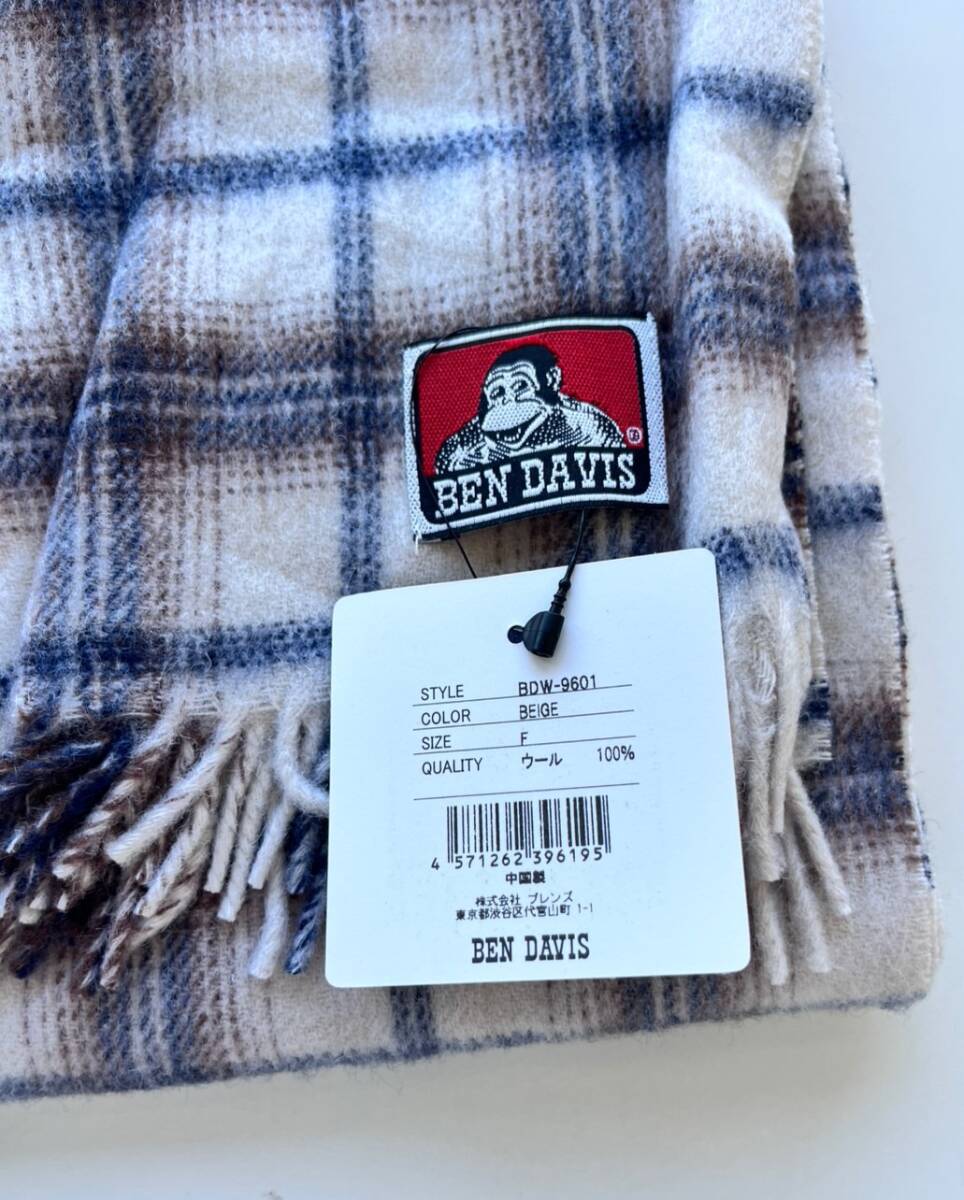 BEN DAVIS
STYLE BDW-9601
COLOR BEIGE
SIZE F
QUALITY ウール 100%
4 571262 396195
中国製
株式会社 ブレンズ
東京都渋谷区代官山町 1-1
BEN DAVIS